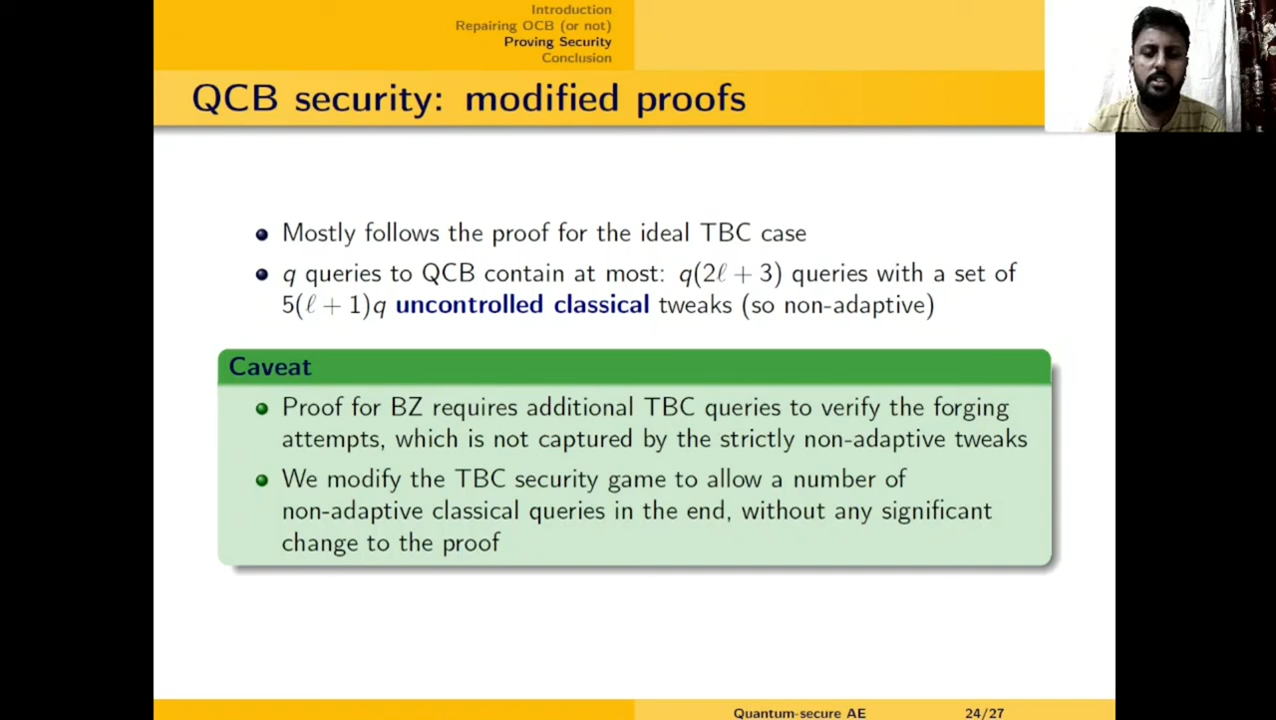 Introduction
Repairing OCB (or not)
Proving Security
Conclusion
QCB security: modified proofs
Mostly follows the proof for the ideal TBC case
q queries to QCB contain at most: q(2ℓ + 3) queries with a set of
5(ℓ + 1)q uncontrolled classical tweaks (so non-adaptive)
Caveat
Proof for BZ requires additional TBC queries to verify the forging
attempts, which is not captured by the strictly non-adaptive tweaks
We modify the TBC security game to allow a number of
non-adaptive classical queries in the end, without any significant
change to the proof
Quantum-secure AE 24/27